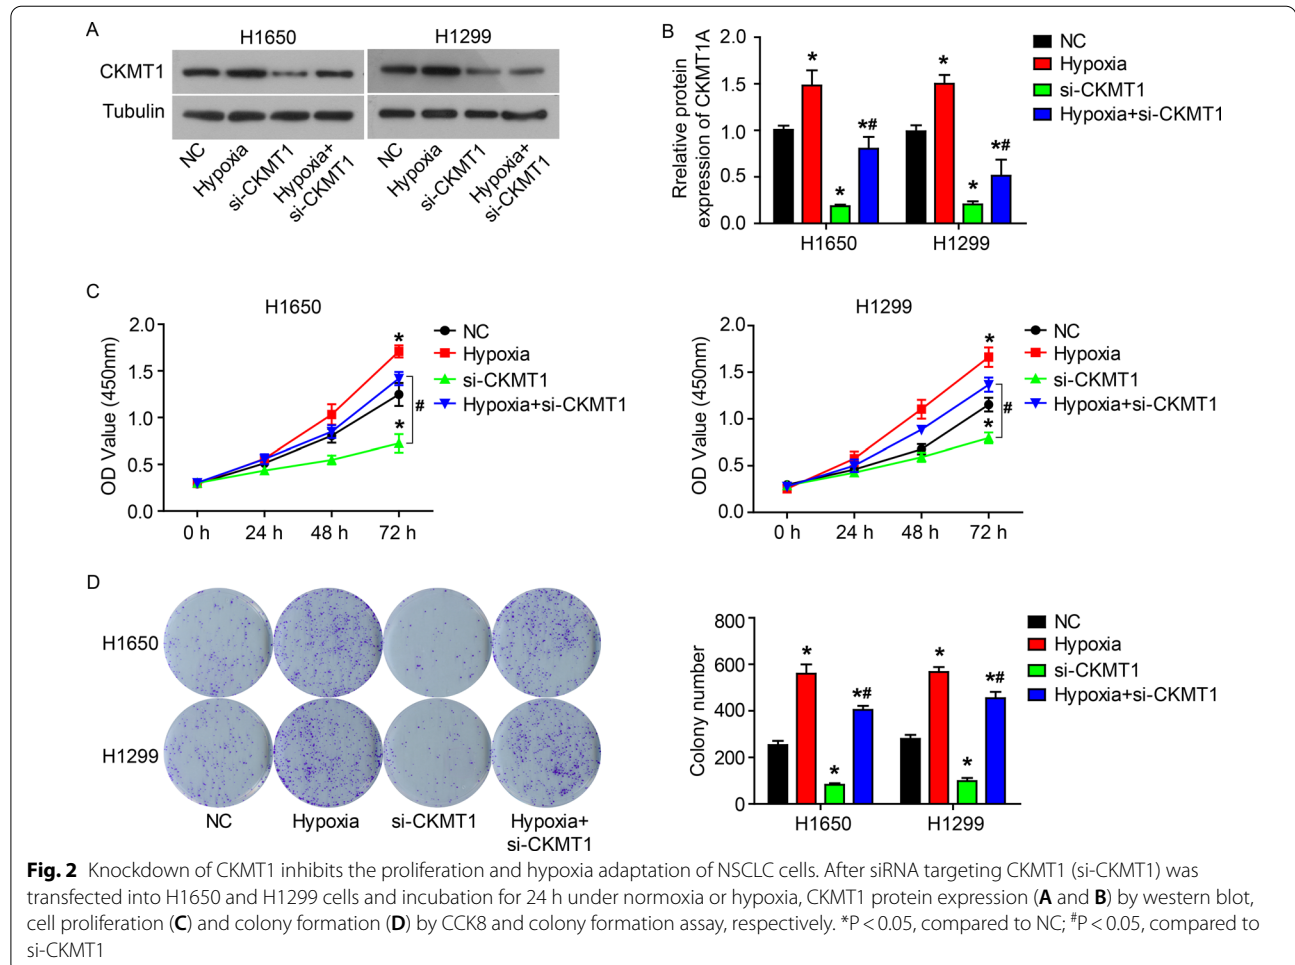 A
H1650
H1299
CKMT1
Tubulin
NC
Hypoxia
si-CKMT1
Hypoxia+
si-CKMT1
NC
Hypoxia
si-CKMT1
Hypoxia+
si-CKMT1
B
Rrelative protein
expression of CKMT1A
2.0
1.5
1.0
0.5
0.0
*
*
*#
*
*
*#
H1650
H1299
NC
Hypoxia
si-CKMT1
Hypoxia+si-CKMT1
C
H1650
OD Value (450nm)
2.0
1.5
1.0
0.5
0.0
0 h
24 h
48 h
72 h
*
*
#
NC
Hypoxia
si-CKMT1
Hypoxia+si-CKMT1
H1299
OD Value (450nm)
2.0
1.5
1.0
0.5
0.0
0 h
24 h
48 h
72 h
*
*
#
NC
Hypoxia
si-CKMT1
Hypoxia+si-CKMT1
D
H1650
H1299
NC
Hypoxia
si-CKMT1
Hypoxia+
si-CKMT1
Colony number
800
600
400
200
0
*
*
*#
*
*
*#
H1650
H1299
NC
Hypoxia
si-CKMT1
Hypoxia+si-CKMT1
Fig. 2 Knockdown of CKMT1 inhibits the proliferation and hypoxia adaptation of NSCLC cells. After siRNA targeting CKMT1 (si-CKMT1) was
transfected into H1650 and H1299 cells and incubation for 24 h under normoxia or hypoxia, CKMT1 protein expression (A and B) by western blot,
cell proliferation (C) and colony formation (D) by CCK8 and colony formation assay, respectively. *P < 0.05, compared to NC; #P < 0.05, compared to
si-CKMT1